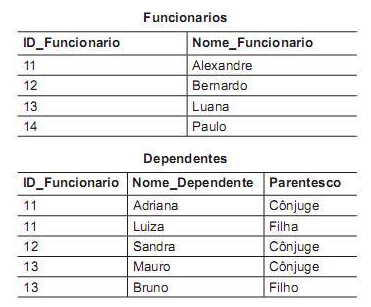 Funcionarios
ID_Funcionario Nome_Funcionario
11 Alexandre
12 Bernardo
13 Luana
14 Paulo
Dependentes
ID_Funcionario Nome_Dependente Parentesco
11 Adriana Cônjuge
11 Luiza Filha
12 Sandra Cônjuge
13 Mauro Cônjuge
13 Bruno Filho